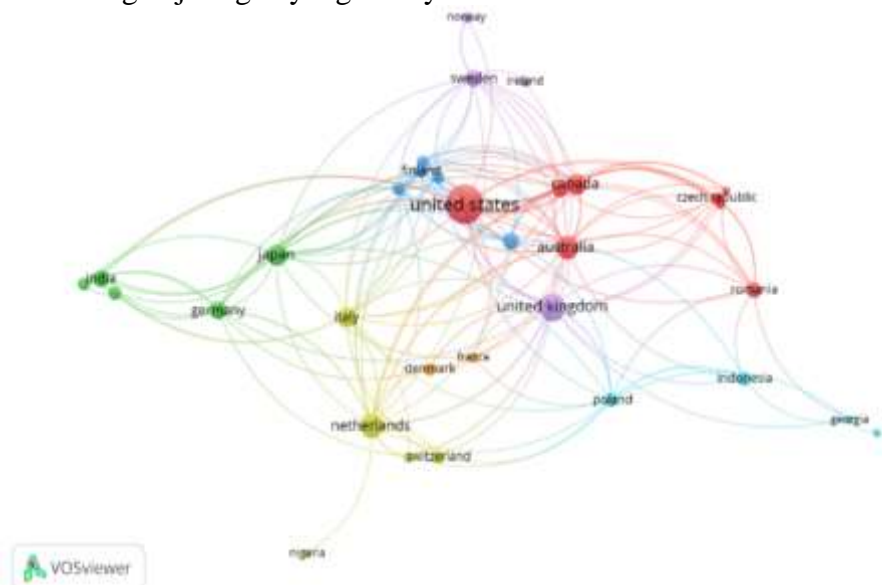 norway
sweden
ireland
finland
canada
united states
czech republic
australia
japan
india
romania
germany
italy
united kingdom
france
denmark
indonesia
poland
georgia
netherlands
switzerland
nigeria
VOSviewer